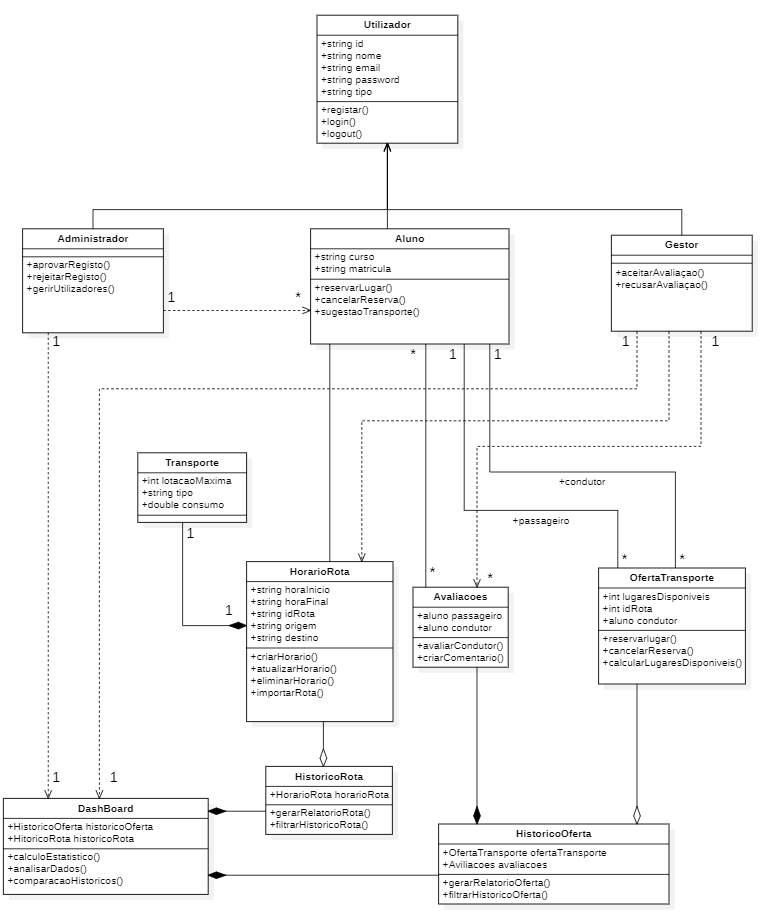 Utilizador
+string id
+string nome
+string email
+string password
+string tipo
+registar()
+login()
+logout()
Administrador
+aprovarRegisto()
+rejeitarRegisto()
+gerirUtilizadores()
Aluno
+string curso
+string matricula
+reservarLugar()
+cancelarReserva()
+sugestaoTransporte()
Gestor
+aceitarAvaliaçao()
+recusarAvaliaçao()
1
*
1
*
1
1
1
1
Transporte
+int lotacaoMaxima
+string tipo
+double consumo
1
1
+condutor
+passageiro
*
*
*
*
HorarioRota
+string horaInicio
+string horaFinal
+string idRota
+string origem
+string destino
+criarHorario()
+atualizarHorario()
+eliminarHorario()
+importarRota()
Avaliacoes
+aluno passageiro
+aluno condutor
+avaliarCondutor()
+criarComentario()
OfertaTransporte
+int lugaresDisponiveis
+int idRota
+aluno condutor
+reservarlugar()
+cancelarReserva()
+calcularLugaresDisponiveis()
1
1
HistoricoRota
+HorarioRota horarioRota
+gerarRelatorioRota()
+filtrarHistoricoRota()
DashBoard
+HistoricoOferta historicoOferta
+HitoricoRota historicoRota
+calculoEstatistico()
+analisarDados()
+comparacaoHistoricos()
HistoricoOferta
+OfertaTransporte ofertaTransporte
+Aviliacoes avaliacoes
+gerarRelatorioOferta()
+filtrarHistoricoOferta()